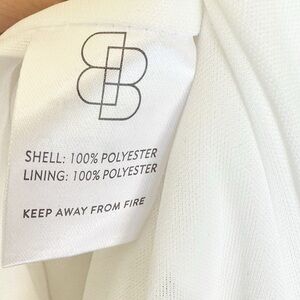 SHELL: 100% POLYESTER
LINING: 100% POLYESTER
KEEP AWAY FROM FIRE